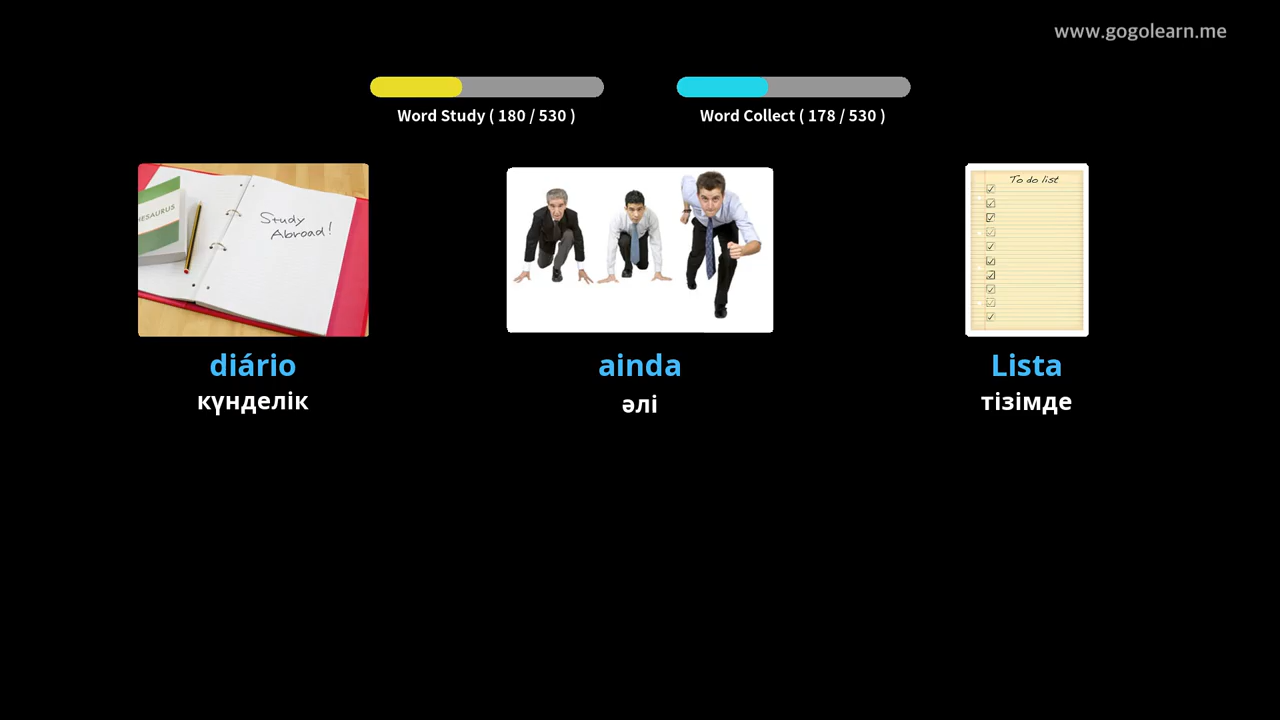 www.gogolearn.me
Word Study ( 180 / 530 )
Word Collect ( 178 / 530 )
HESAURUS
Study
Abroad!
To do list
diário
ainda
Lista
күнделік
әлі
тізімде